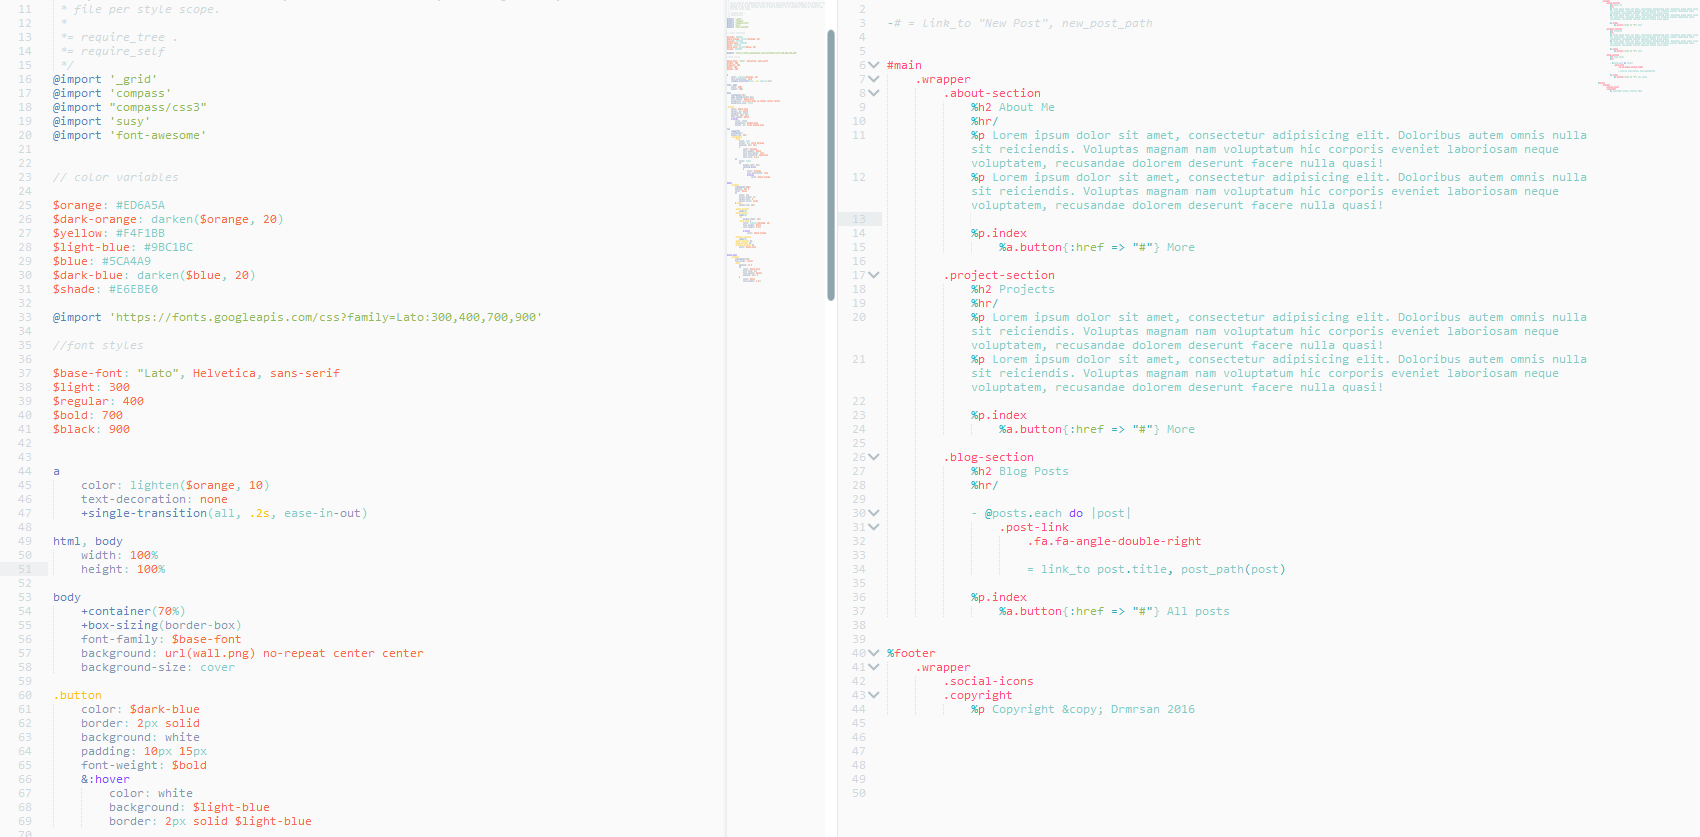 11 * file per style scope.
12 *
13 *= require_tree .
14 *= require_self
15 */
16 @import '_grid'
17 @import 'compass'
18 @import "compass/css3"
19 @import 'susy'
20 @import 'font-awesome'
21
22
23 // color variables
24
25 $orange: #ED6A5A
26 $dark-orange: darken($orange, 20)
27 $yellow: #F4F1BB
28 $light-blue: #9BC1BC
29 $blue: #5CA4A9
30 $dark-blue: darken($blue, 20)
31 $shade: #E6EBE0
32
33 @import 'https://fonts.googleapis.com/css?family=Lato:300,400,700,900'
34
35 //font styles
36
37 $base-font: "Lato", Helvetica, sans-serif
38 $light: 300
39 $regular: 400
40 $bold: 700
41 $black: 900
42
43
44 a
45 color: lighten($orange, 10)
46 text-decoration: none
47 +single-transition(all, .2s, ease-in-out)
48
49 html, body
50 width: 100%
51 height: 100%
52
53 body
54 +container(70%)
55 +box-sizing(border-box)
56 font-family: $base-font
57 background: url(wall.png) no-repeat center center
58 background-size: cover
59
60 .button
61 color: $dark-blue
62 border: 2px solid
63 background: white
64 padding: 10px 15px
65 font-weight: $bold
66 &:hover
67 color: white
68 background: $light-blue
69 border: 2px solid $light-blue
70
2
3 -# = link_to "New Post", new_post_path
4
5
6 #main
7 .wrapper
8 .about-section
9 %h2 About Me
10 %hr/
11 %p Lorem ipsum dolor sit amet, consectetur adipisicing elit. Doloribus autem omnis nulla
sit reiciendis. Voluptas magnam nam voluptatum hic corporis eveniet laboriosam neque
voluptatem, recusandae dolorem deserunt facere nulla quasi!
12 %p Lorem ipsum dolor sit amet, consectetur adipisicing elit. Doloribus autem omnis nulla
sit reiciendis. Voluptas magnam nam voluptatum hic corporis eveniet laboriosam neque
voluptatem, recusandae dolorem deserunt facere nulla quasi!
13
14 %p.index
15 %a.button{:href => "#"} More
16
17 .project-section
18 %h2 Projects
19 %hr/
20 %p Lorem ipsum dolor sit amet, consectetur adipisicing elit. Doloribus autem omnis nulla
sit reiciendis. Voluptas magnam nam voluptatum hic corporis eveniet laboriosam neque
voluptatem, recusandae dolorem deserunt facere nulla quasi!
21 %p Lorem ipsum dolor sit amet, consectetur adipisicing elit. Doloribus autem omnis nulla
sit reiciendis. Voluptas magnam nam voluptatum hic corporis eveniet laboriosam neque
voluptatem, recusandae dolorem deserunt facere nulla quasi!
22
23 %p.index
24 %a.button{:href => "#"} More
25
26 .blog-section
27 %h2 Blog Posts
28 %hr/
29
30 - @posts.each do |post|
31 .post-link
32 .fa.fa-angle-double-right
33
34 = link_to post.title, post_path(post)
35
36 %p.index
37 %a.button{:href => "#"} All posts
38
39
40 %footer
41 .wrapper
42 .social-icons
43 .copyright
44 %p Copyright &copy; Drmrsan 2016
45
46
47
48
49
50